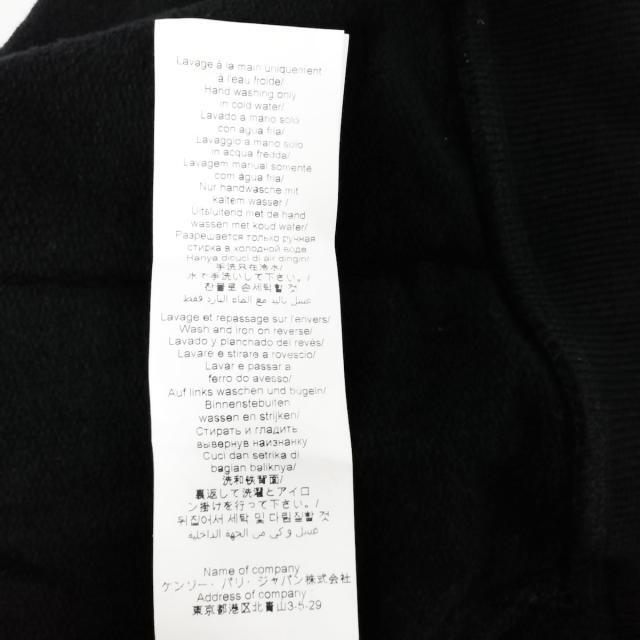 Lavage à la main uniquement
à l'eau froide/
Hand washing only
in cold water/
Lavado a mano solo
con agua fria/
Lavaggio a mano solo
in acqua fredda/
Lavagem manual somente
com água fria/
Nur handwasche mit
kaltem wasser /
Uitsluitend met de hand
wassen met koud water/
Разрешается только ручная
стирка в холодной воде
Hanya dicuci di air dingin/
手洗只在冷水/
水で手洗いして下さい。/
찬물로 손세탁할 것
غسل باليد مع الماء البارد فقط
Lavage et repassage sur l'envers/
Wash and iron on reverse/
Lavado y planchado del revés/
Lavare e stirare a rovescio/
Lavar e passar a
ferro do avesso/
Auf links waschen und bügeln/
Binnenstebuiten
wassen en strijken/
Стирать и гладить
вывернув наизнанку
Cuci dan setrika di
bagian baliknya/
洗和铁背面/
裏返して洗濯とアイロ
ン掛けを行って下さい。/
뒤집어서 세탁 및 다림질할 것
غسل و كي من الجهة الداخلية
Name of company
ケンゾー・パリ・ジャパン株式会社
Address of company
東京都港区北青山3-5-29